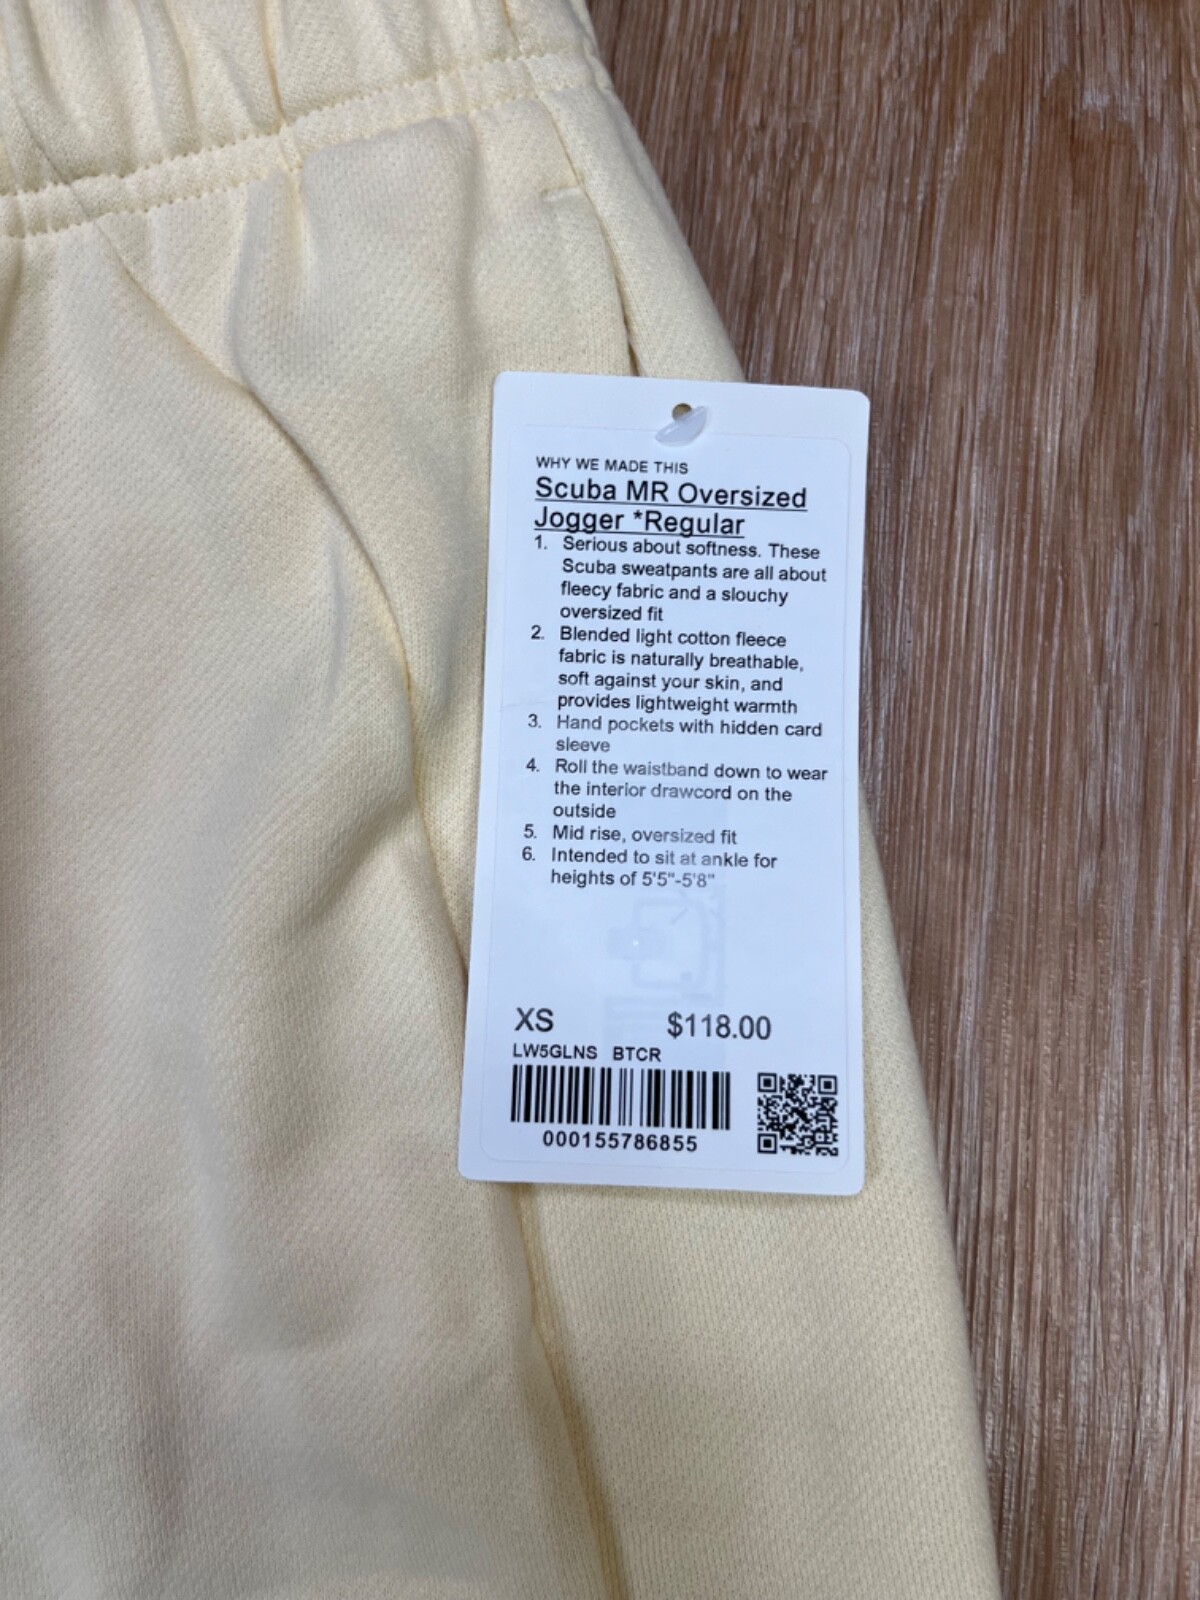 WHY WE MADE THIS
Scuba MR Oversized
Jogger *Regular
1. Serious about softness. These
Scuba sweatpants are all about
fleecy fabric and a slouchy
oversized fit
2. Blended light cotton fleece
fabric is naturally breathable,
soft against your skin, and
provides lightweight warmth
3. Hand pockets with hidden card
sleeve
4. Roll the waistband down to wear
the interior drawcord on the
outside
5. Mid rise, oversized fit
6. Intended to sit at ankle for
heights of 5'5"-5'8"
XS $118.00
LW5GLNS BTCR
000155786855